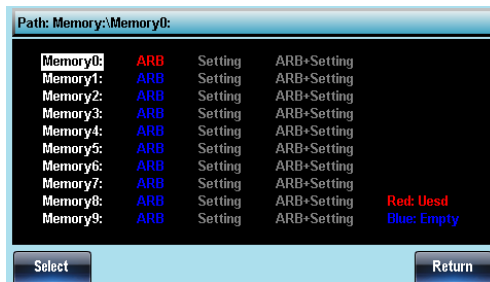 Path: Memory:\Memory0:
Memory0: ARB Setting ARB+Setting
Memory1: ARB Setting ARB+Setting
Memory2: ARB Setting ARB+Setting
Memory3: ARB Setting ARB+Setting
Memory4: ARB Setting ARB+Setting
Memory5: ARB Setting ARB+Setting
Memory6: ARB Setting ARB+Setting
Memory7: ARB Setting ARB+Setting
Memory8: ARB Setting ARB+Setting Red: Uesd
Memory9: ARB Setting ARB+Setting Blue: Empty
Select Return